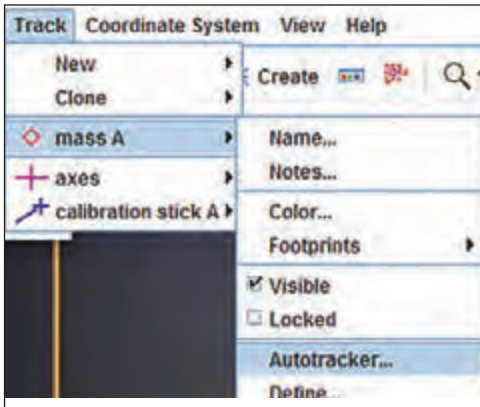 Track Coordinate System View Help
New
Clone
Create
mass A
axes
calibration stick A
Name...
Notes...
Color...
Footprints
Visible
Locked
Autotracker...
Define...